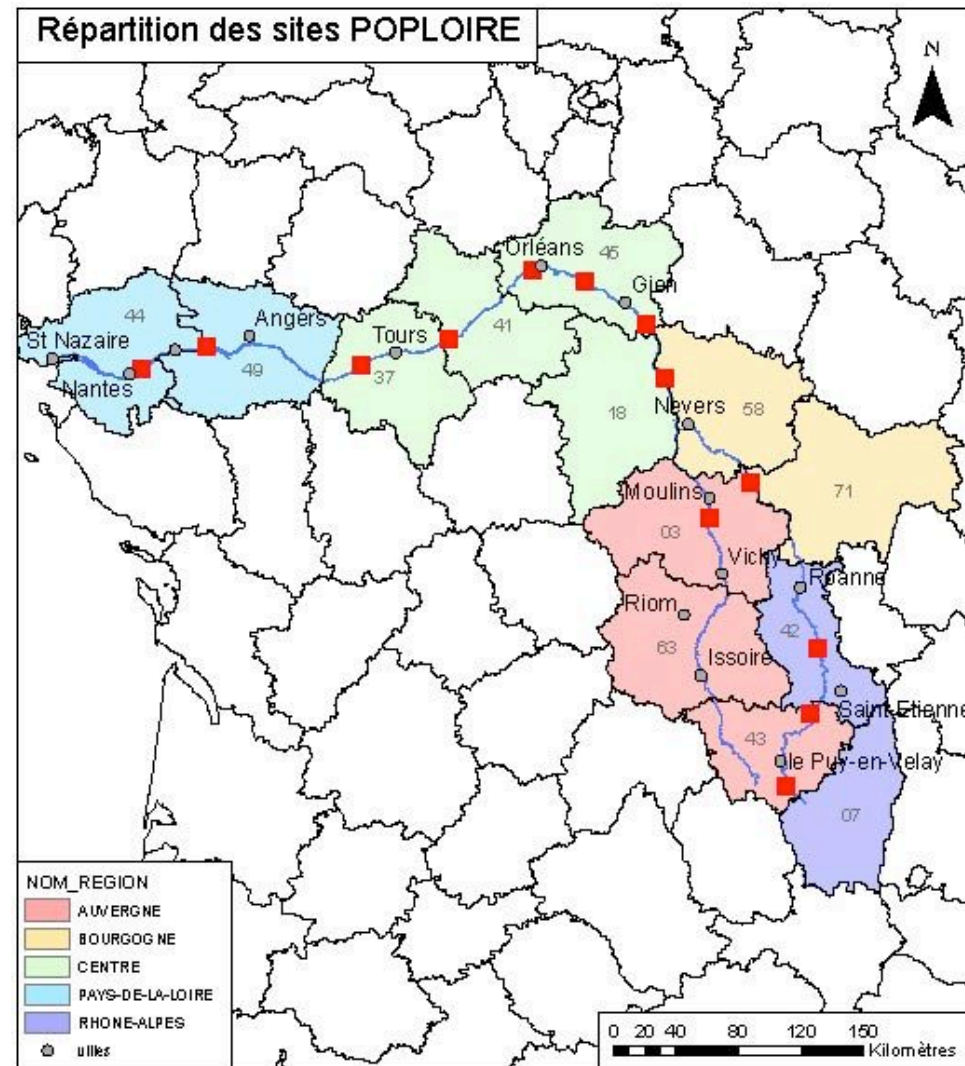 Répartition des sites POPLOIRE
N
Orléans
45
Gien
44
Angers
St Nazaire
Tours
41
Nantes
49
37
18
Nevers
58
Moulins
71
03
Vichy
Roanne
Riom
42
63
Issoire
Saint-Etienne
43
le Puy-en-Velay
07
NOM_REGION
AUVERGNE
BOURGOGNE
CENTRE
PAYS-DE-LA-LOIRE
RHONE-ALPES
villes
0 20 40 80 120 150
Kilomètres